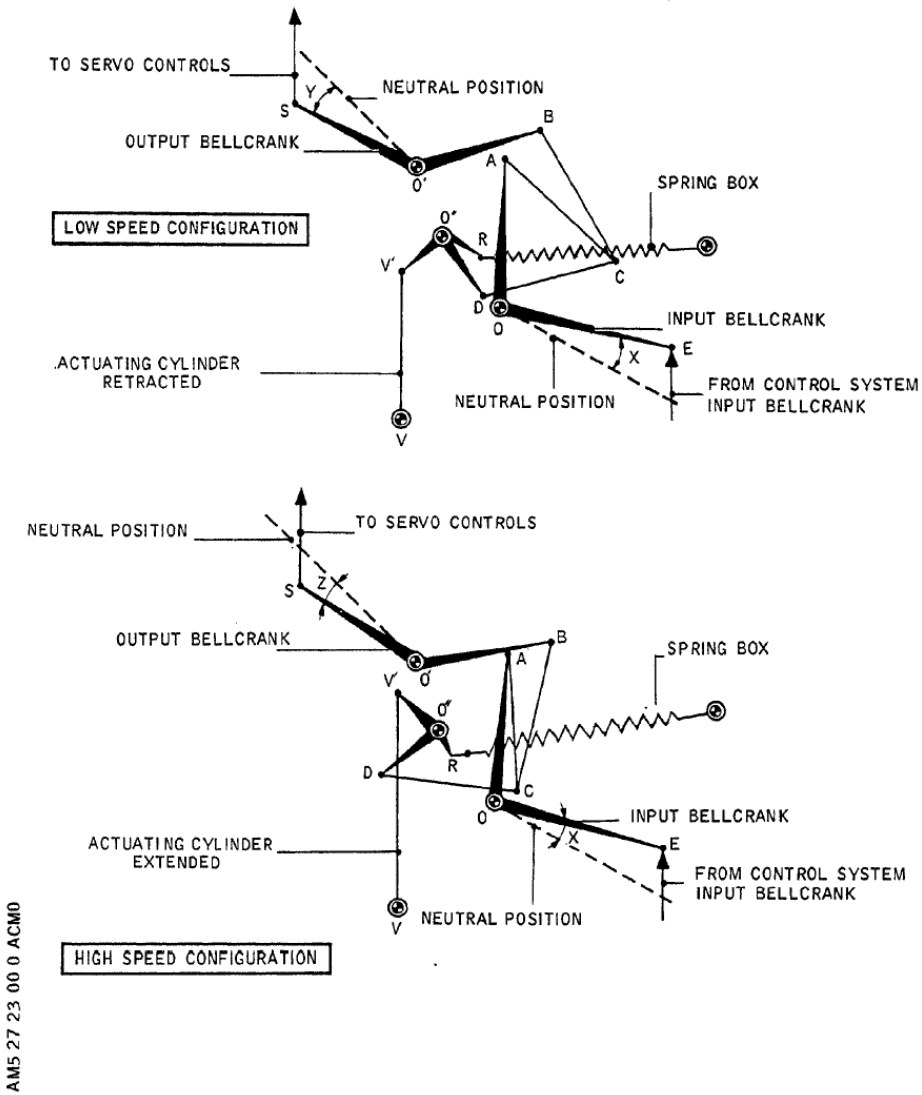 TO SERVO CONTROLS
NEUTRAL POSITION
Y
S
B
OUTPUT BELLCRANK
A
O'
SPRING BOX
LOW SPEED CONFIGURATION
O"
R
V'
C
D
O
INPUT BELLCRANK
E
X
ACTUATING CYLINDER
RETRACTED
NEUTRAL POSITION
FROM CONTROL SYSTEM
INPUT BELLCRANK
V
NEUTRAL POSITION
TO SERVO CONTROLS
Z
S
OUTPUT BELLCRANK
B
A
SPRING BOX
O'
V'
O"
R
D
C
O
INPUT BELLCRANK
X
E
ACTUATING CYLINDER
EXTENDED
FROM CONTROL SYSTEM
INPUT BELLCRANK
NEUTRAL POSITION
V
HIGH SPEED CONFIGURATION
AM5 27 23 00 0 ACM0